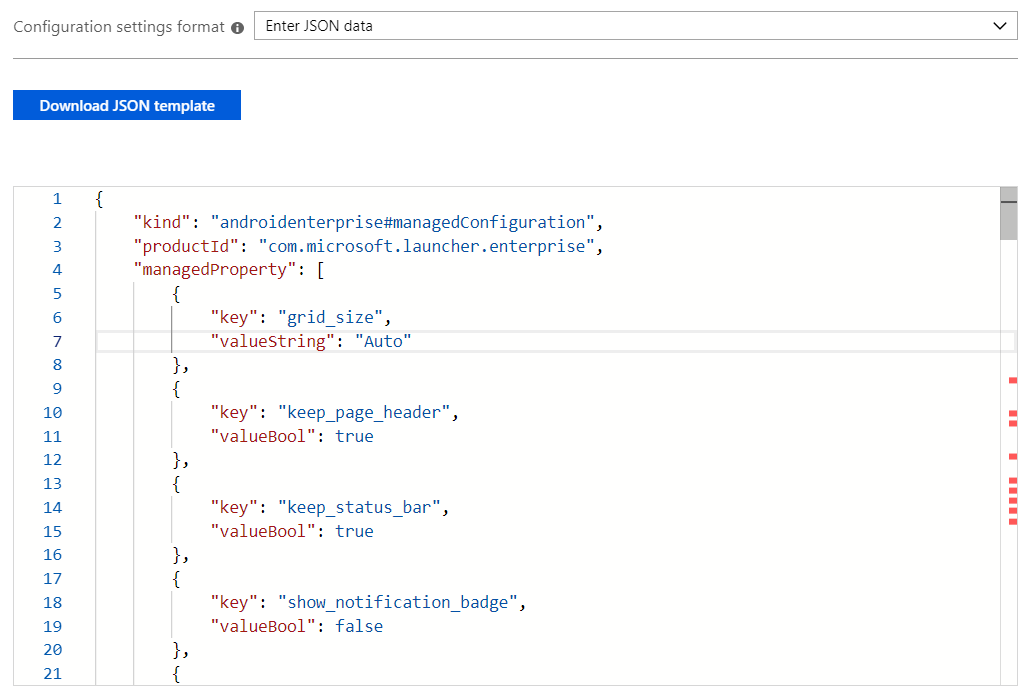 Configuration settings format
Enter JSON data
Download JSON template
1 {
2 "kind": "androidenterprise#managedConfiguration",
3 "productId": "com.microsoft.launcher.enterprise",
4 "managedProperty": [
5 {
6 "key": "grid_size",
7 "valueString": "Auto"
8 },
9 {
10 "key": "keep_page_header",
11 "valueBool": true
12 },
13 {
14 "key": "keep_status_bar",
15 "valueBool": true
16 },
17 {
18 "key": "show_notification_badge",
19 "valueBool": false
20 },
21 {